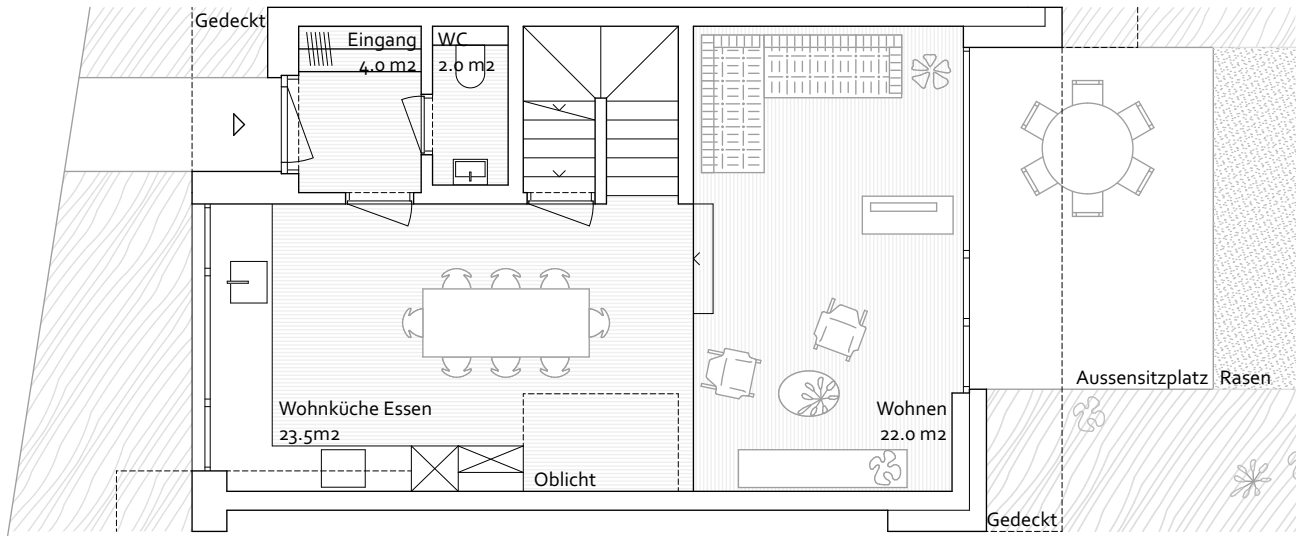 Gedeckt
Eingang
4.0 m2
WC
2.0 m2
Aussensitzplatz
Rasen
Wohnküche Essen
23.5m2
Wohnen
22.0 m2
Oblicht
Gedeckt